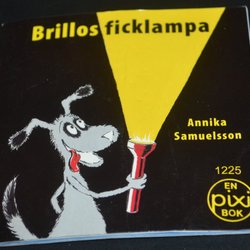 Brillos ficklampa
Annika
Samuelsson
1225
EN
pixi
BOK